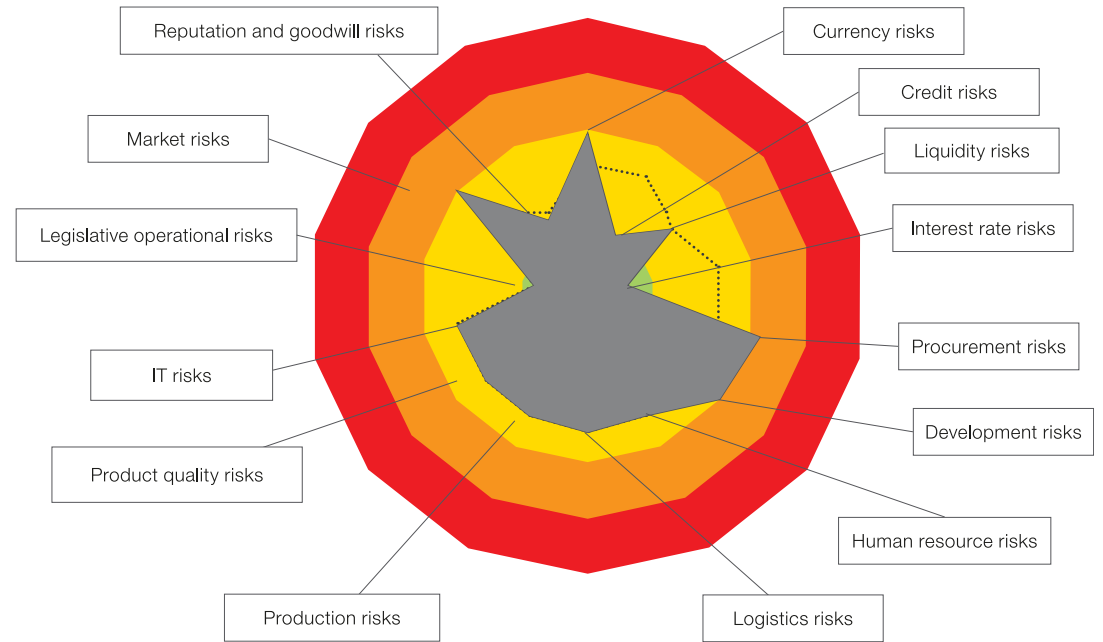 Reputation and goodwill risks
Currency risks
Credit risks
Market risks
Liquidity risks
Legislative operational risks
Interest rate risks
IT risks
Procurement risks
Development risks
Product quality risks
Human resource risks
Production risks
Logistics risks